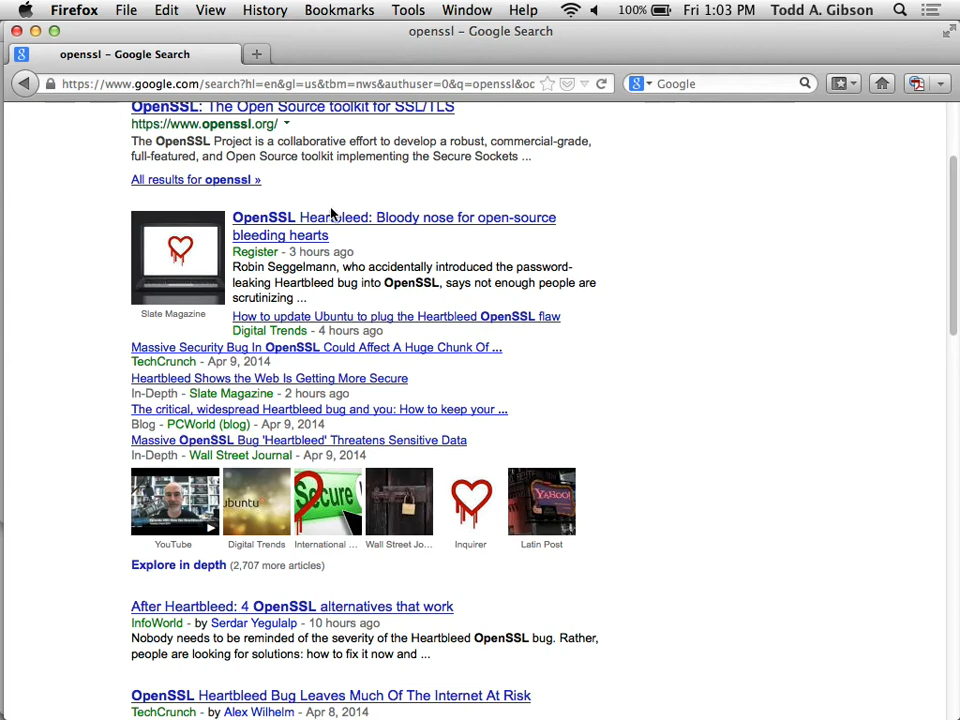 Firefox File Edit View History Bookmarks Tools Window Help 100% Fri 1:03 PM Todd A. Gibson
openssl – Google Search
openssl – Google Search
https://www.google.com/search?hl=en&gl=us&tbm=nws&authuser=0&q=openssl&oc Google
OpenSSL: The Open Source toolkit for SSL/TLS
https://www.openssl.org/
The OpenSSL Project is a collaborative effort to develop a robust, commercial-grade,
full-featured, and Open Source toolkit implementing the Secure Sockets ...
All results for openssl »
OpenSSL Heartbleed: Bloody nose for open-source
bleeding hearts
Register - 3 hours ago
Robin Seggelmann, who accidentally introduced the password-
leaking Heartbleed bug into OpenSSL, says not enough people are
scrutinizing ...
Slate Magazine
How to update Ubuntu to plug the Heartbleed OpenSSL flaw
Digital Trends - 4 hours ago
Massive Security Bug In OpenSSL Could Affect A Huge Chunk Of ...
TechCrunch - Apr 9, 2014
Heartbleed Shows the Web Is Getting More Secure
In-Depth - Slate Magazine - 2 hours ago
The critical, widespread Heartbleed bug and you: How to keep your ...
Blog - PCWorld (blog) - Apr 9, 2014
Massive OpenSSL Bug 'Heartbleed' Threatens Sensitive Data
In-Depth - Wall Street Journal - Apr 9, 2014
ubuntu
Secure
YAHOO!
YouTube Digital Trends International ... Wall Street Jo... Inquirer Latin Post
Explore in depth (2,707 more articles)
After Heartbleed: 4 OpenSSL alternatives that work
InfoWorld - by Serdar Yegulalp - 10 hours ago
Nobody needs to be reminded of the severity of the Heartbleed OpenSSL bug. Rather,
people are looking for solutions: how to fix it now and ...
OpenSSL Heartbleed Bug Leaves Much Of The Internet At Risk
TechCrunch - by Alex Wilhelm - Apr 8, 2014